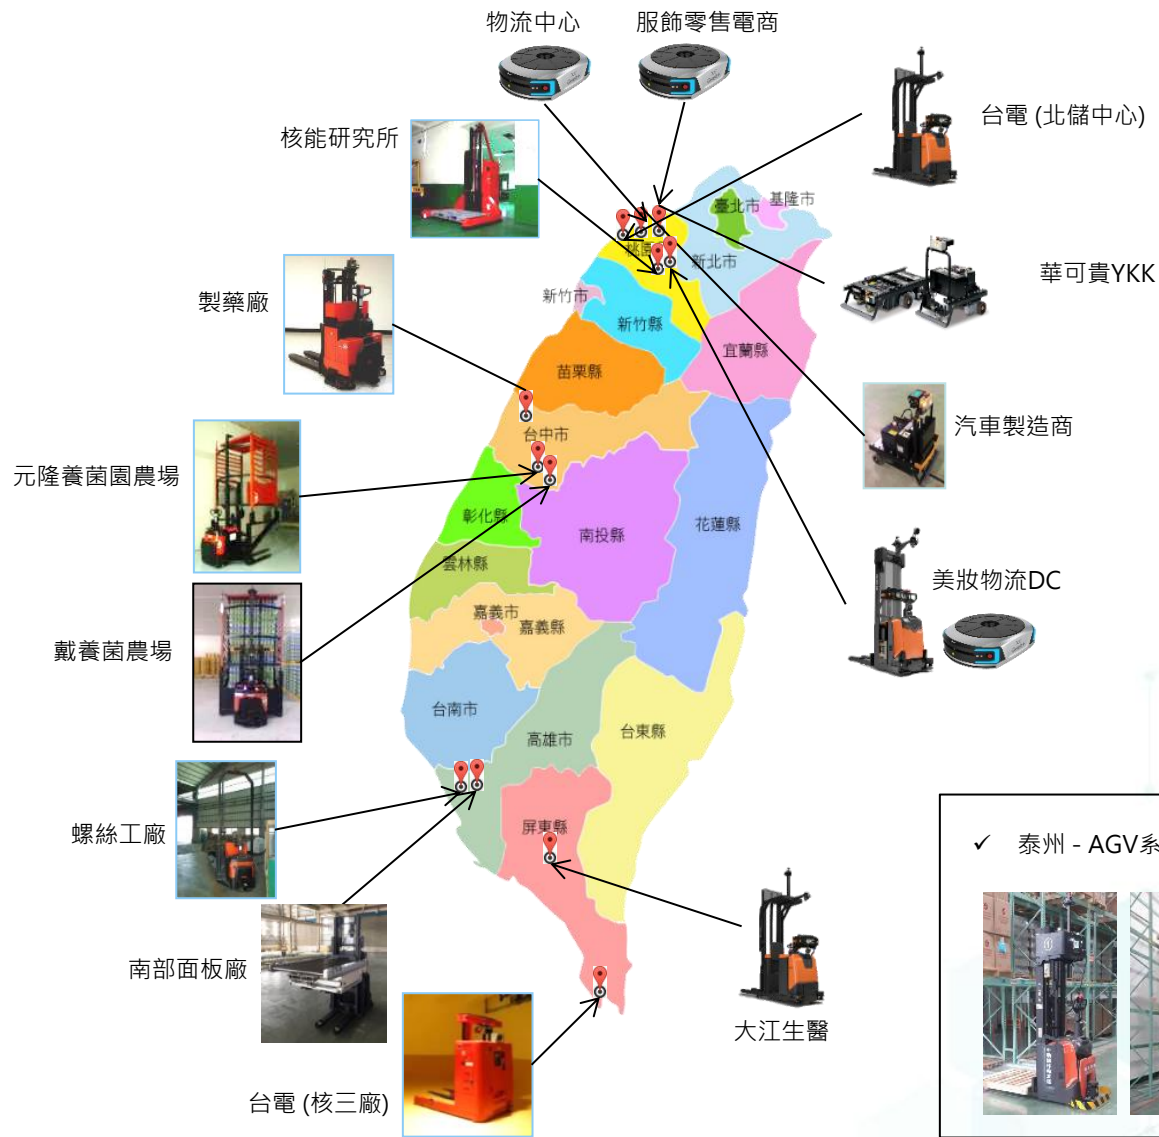 物流中心
服飾零售電商
台電 (北儲中心)
核能研究所
臺北市
基隆市
新北市
華可貴YKK
製藥廠
新竹市
新竹縣
宜蘭縣
苗栗縣
汽車製造商
台中市
元隆養菌園農場
彰化縣
南投縣
花蓮縣
雲林縣
美妝物流DC
嘉義市
嘉義縣
戴養菌農場
台南市
高雄市
台東縣
螺絲工廠
屏東縣
✓ 泰州 - AGV系
南部面板廠
大江生醫
台電 (核三廠)